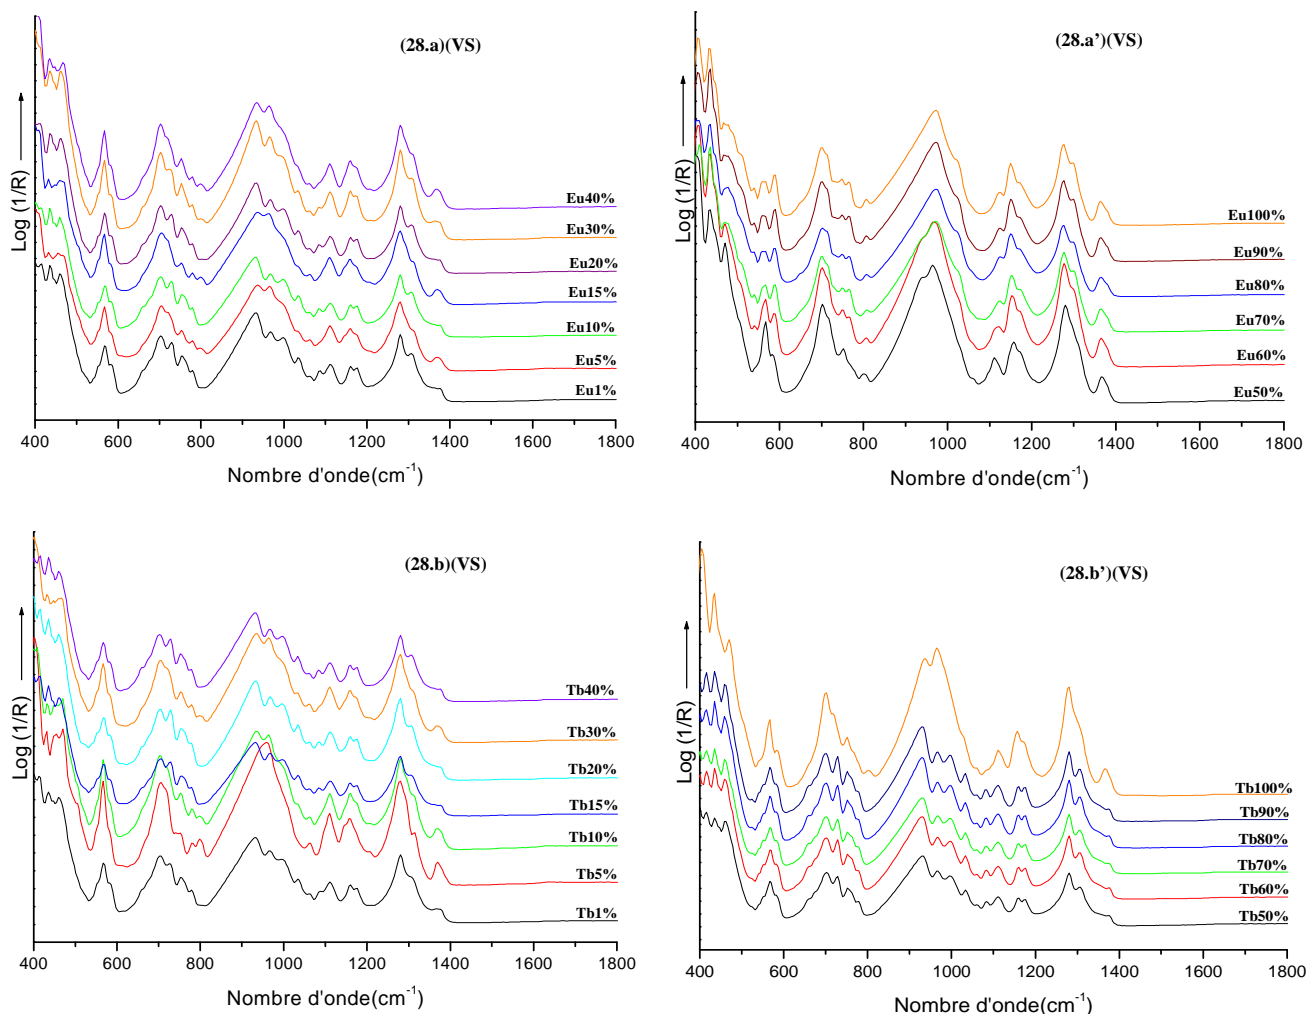 (28.a)(VS)
Log (1/R)
Eu40%
Eu30%
Eu20%
Eu15%
Eu10%
Eu5%
Eu1%
400 600 800 1000 1200 1400 1600 1800
Nombre d'onde(cm⁻¹)
(28.a')(VS)
Log (1/R)
Eu100%
Eu90%
Eu80%
Eu70%
Eu60%
Eu50%
400 600 800 1000 1200 1400 1600 1800
Nombre d'onde(cm⁻¹)
(28.b)(VS)
Log (1/R)
Tb40%
Tb30%
Tb20%
Tb15%
Tb10%
Tb5%
Tb1%
400 600 800 1000 1200 1400 1600 1800
Nombre d'onde(cm⁻¹)
(28.b')(VS)
Log (1/R)
Tb100%
Tb90%
Tb80%
Tb70%
Tb60%
Tb50%
400 600 800 1000 1200 1400 1600 1800
Nombre d'onde(cm⁻¹)